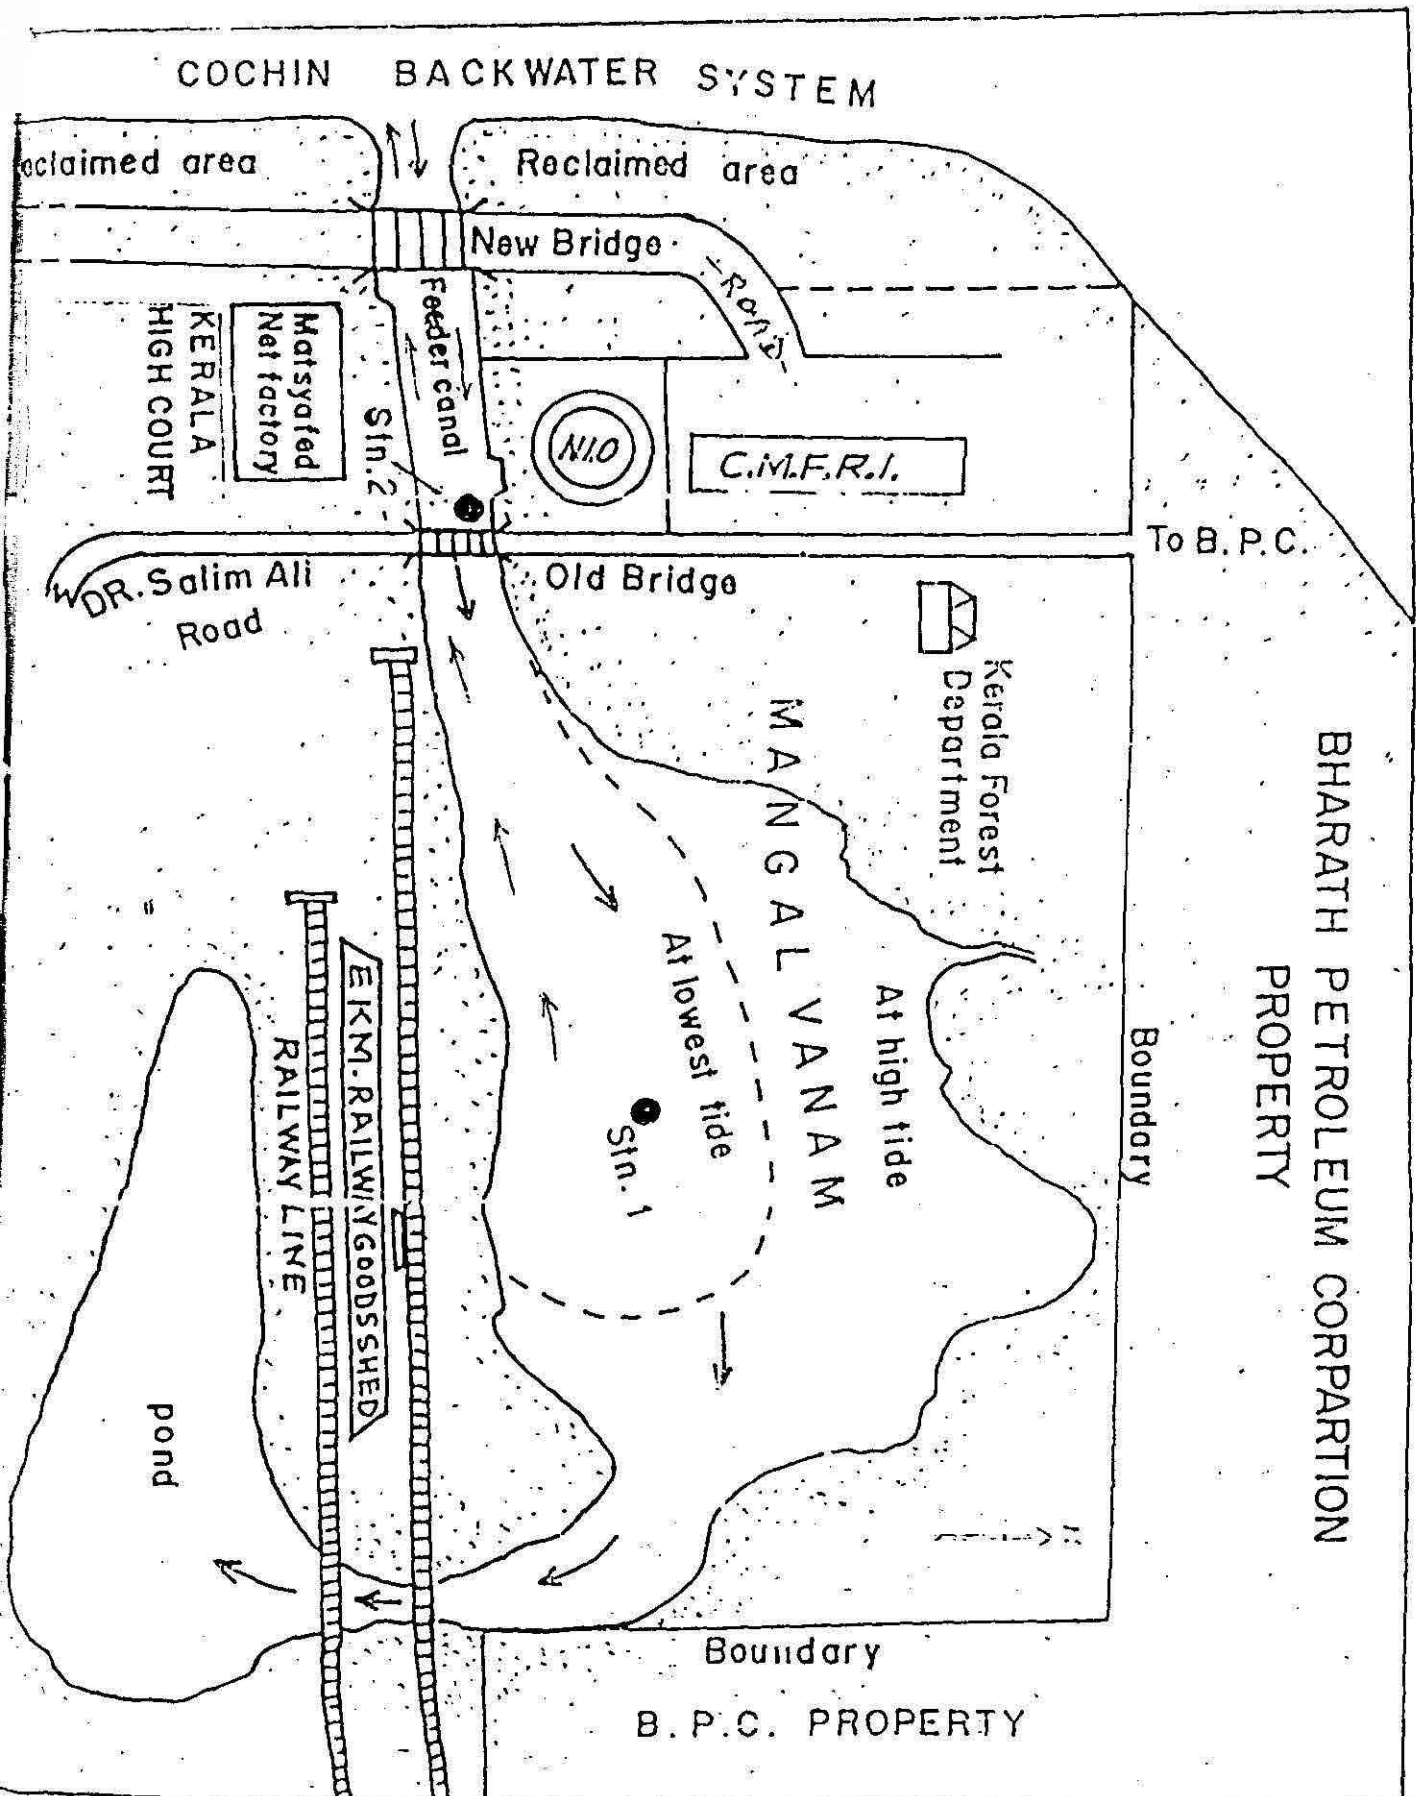 COCHIN BACKWATER SYSTEM
eclaimed area
Reclaimed area
New Bridge
ROAD
Feeder canal
Matsyafed
Net factory
KERALA
HIGH COURT
Stn. 2
N.I.O
C.M.F.R.I.
To B.P.C.
DR. Salim Ali
Road
Old Bridge
Kerala Forest
Department
MANGALVANAM
At high tide
At lowest tide
Stn. 1
Boundary
BHARATH PETROLEUM CORPARTION
PROPERTY
EKM. RAILWAY GOODS SHED
RAILWAY LINE
pond
Boundary
B.P.C. PROPERTY